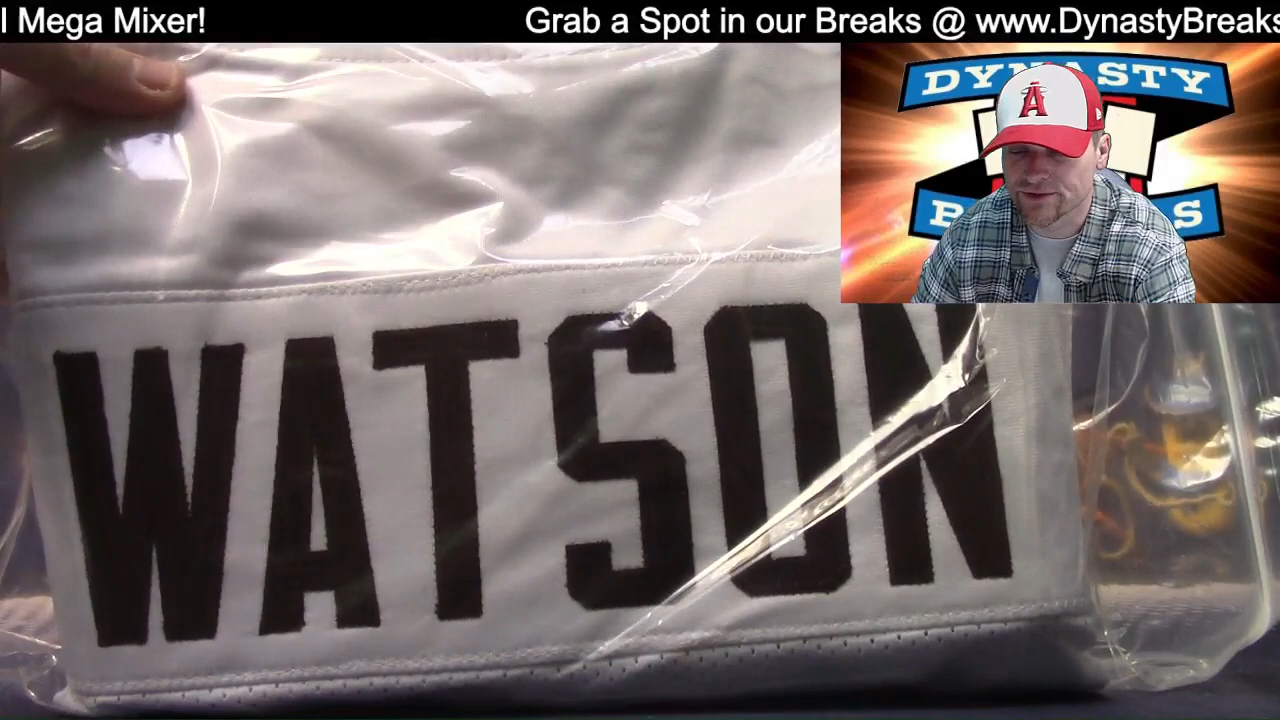 l Mega Mixer!
Grab a Spot in our Breaks @ www.DynastyBreaks
DYNASTY
A
WATSON